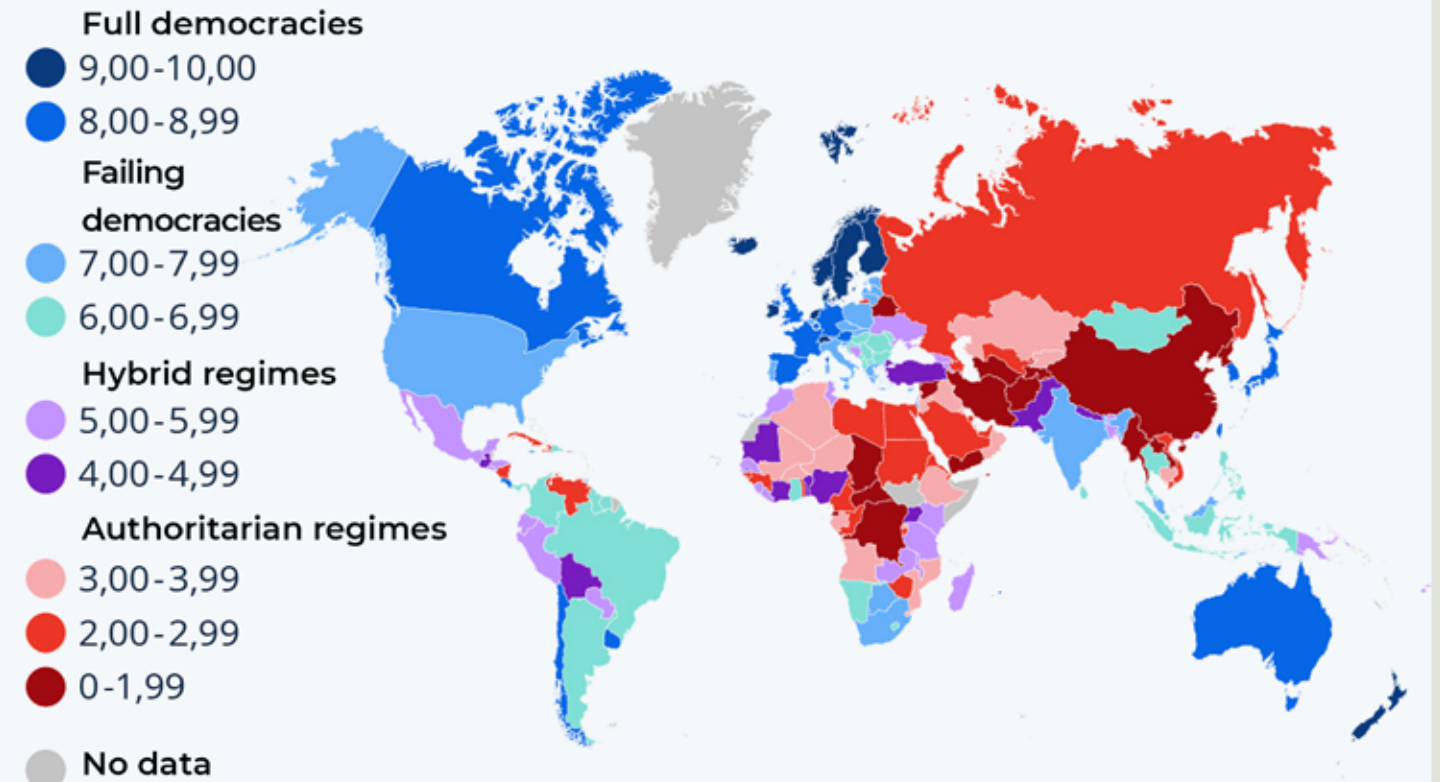 Full democracies
9,00-10,00
8,00-8,99
Failing
democracies
7,00-7,99
6,00-6,99
Hybrid regimes
5,00-5,99
4,00-4,99
Authoritarian regimes
3,00-3,99
2,00-2,99
0-1,99
No data